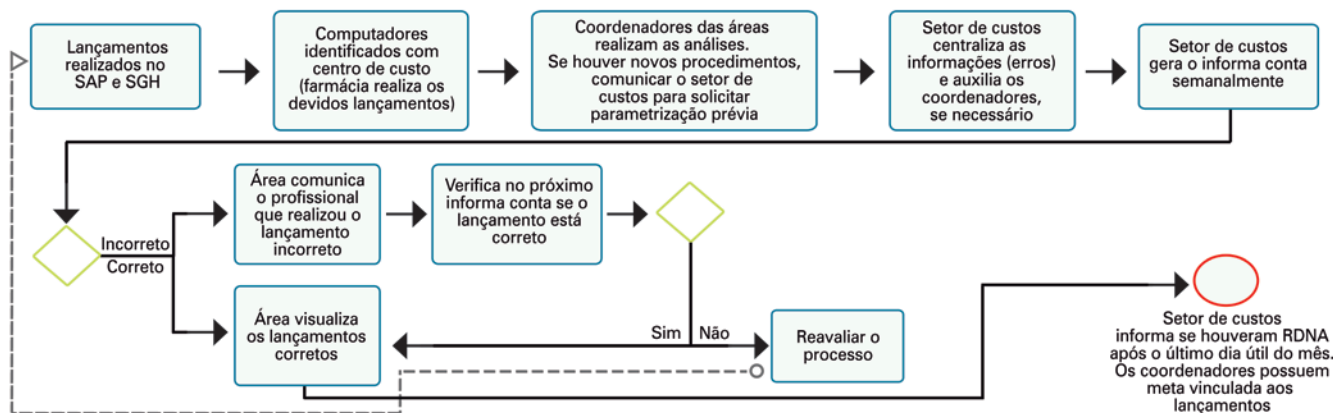 Lançamentos
realizados no
SAP e SGH
Computadores
identificados com
centro de custo
(farmácia realiza os
devidos lançamentos)
Coordenadores das áreas
realizam as análises.
Se houver novos procedimentos,
comunicar o setor de
custos para solicitar
parametrização prévia
Setor de custos
centraliza as
informações (erros)
e auxilia os
coordenadores,
se necessário
Setor de custos
gera o informa conta
semanalmente
Incorreto
Correto
Área comunica
o profissional
que realizou o
lançamento
incorreto
Verifica no próximo
informa conta se o
lançamento está
correto
Área visualiza
os lançamentos
corretos
Sim
Não
Reavaliar o
processo
Setor de custos
informa se houveram RDNA
após o último dia útil do mês.
Os coordenadores possuem
meta vinculada aos
lançamentos